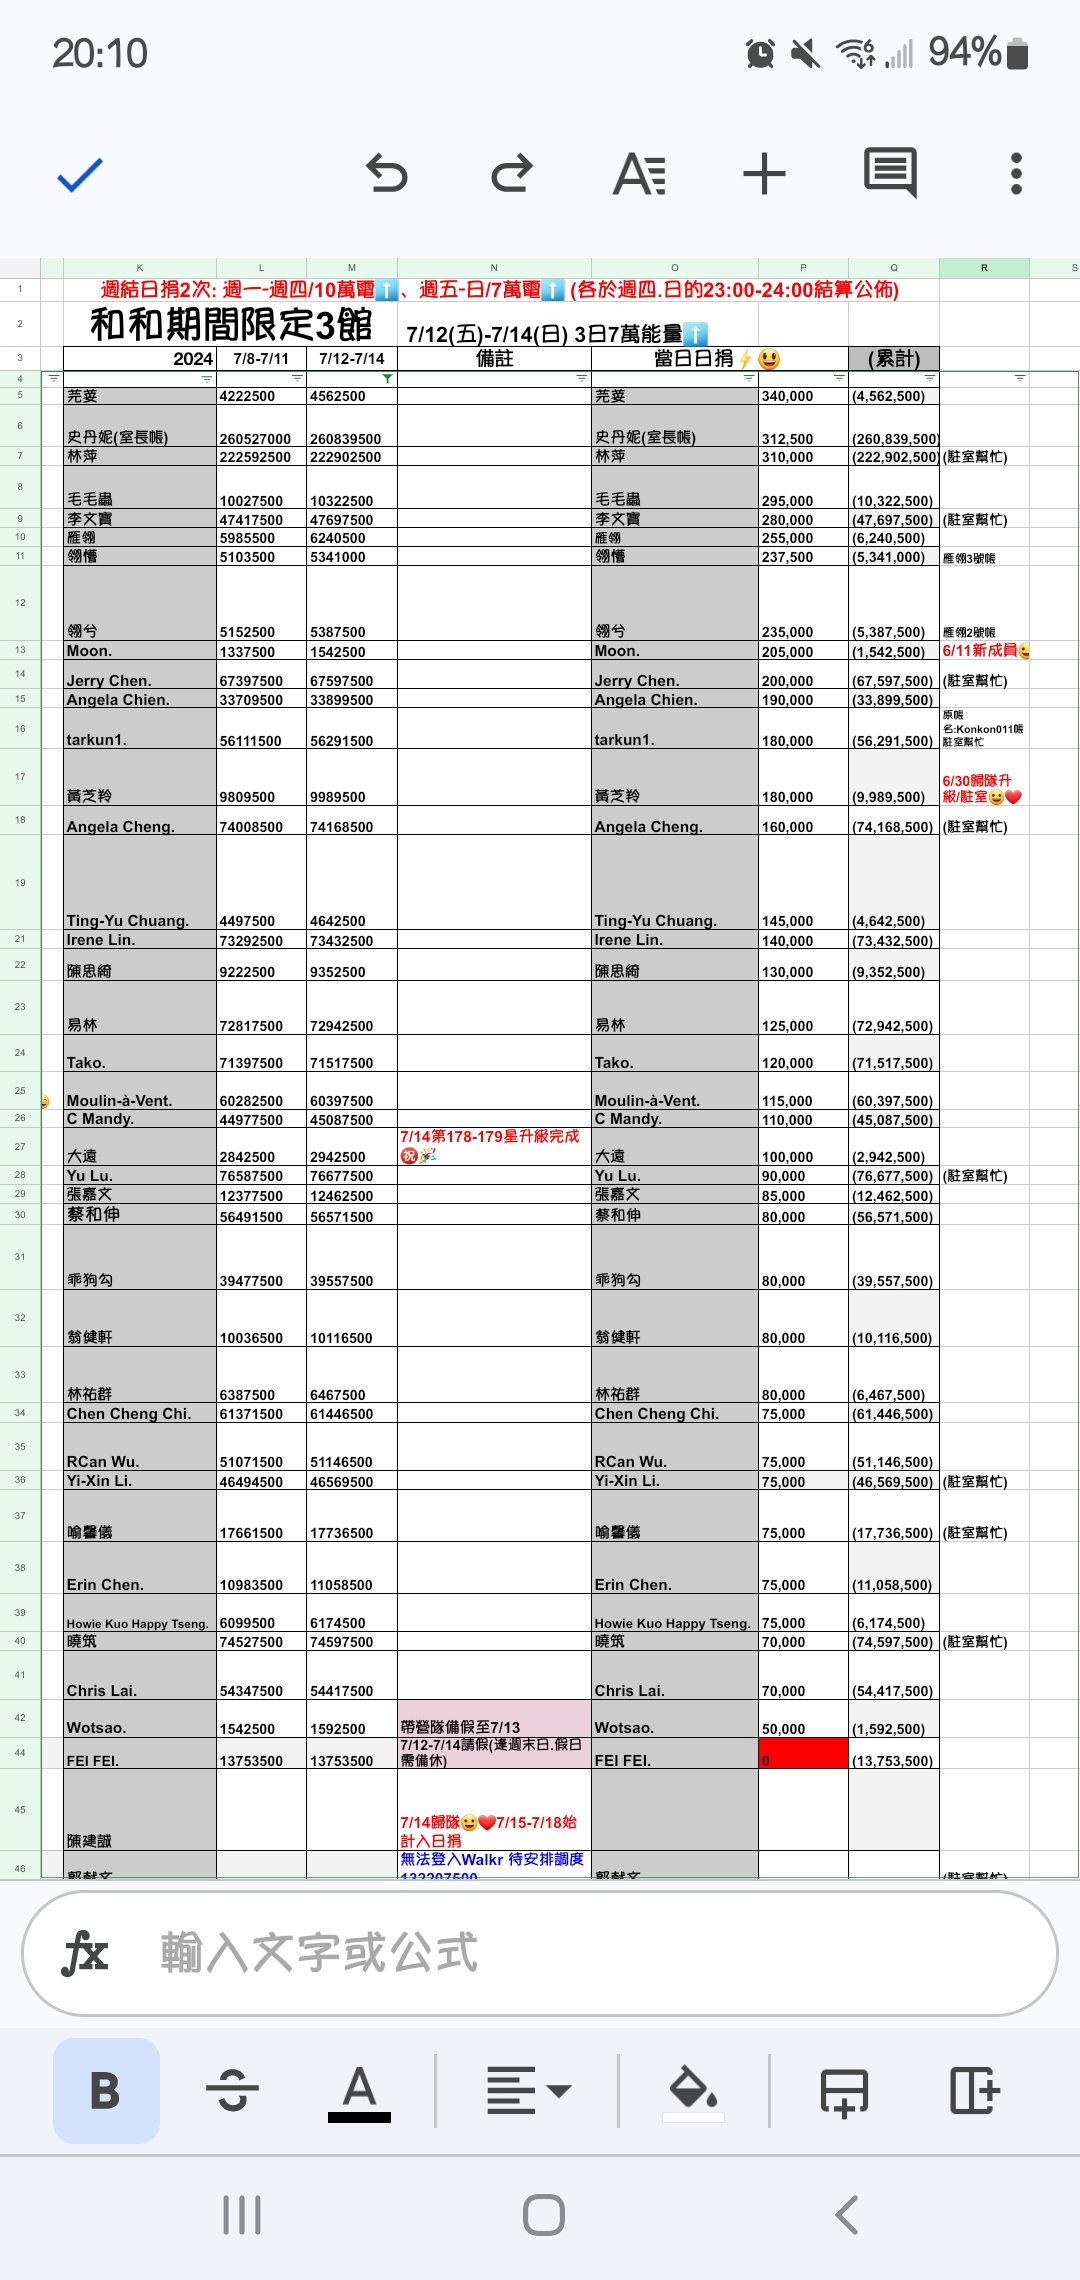 20:10
6
94%
K L M N O P Q R S
1 週結日捐2次: 週一-週四/10萬電⬆️、週五-日/7萬電⬆️ (各於週四.日的23:00-24:00結算公佈)
2 和和期間限定3館 7/12(五)-7/14(日) 3日7萬能量⬆️
3 2024 7/8-7/11 7/12-7/14 備註 當日日捐⚡😃 (累計)
4
5 芫荽 4222500 4562500 芫荽 340,000 (4,562,500)
6 史丹妮(室長帳) 260527000 260839500 史丹妮(室長帳) 312,500 (260,839,500)
7 林萍 222592500 222902500 林萍 310,000 (222,902,500) (駐室幫忙)
8 毛毛蟲 10027500 10322500 毛毛蟲 295,000 (10,322,500)
9 李文寶 47417500 47697500 李文寶 280,000 (47,697,500) (駐室幫忙)
10 雁翎 5985500 6240500 雁翎 255,000 (6,240,500)
11 翎懵 5103500 5341000 翎懵 237,500 (5,341,000) 雁翎3號帳
12 翎兮 5152500 5387500 翎兮 235,000 (5,387,500) 雁翎2號帳
13 Moon. 1337500 1542500 Moon. 205,000 (1,542,500) 6/11新成員😀
14 Jerry Chen. 67397500 67597500 Jerry Chen. 200,000 (67,597,500) (駐室幫忙)
15 Angela Chien. 33709500 33899500 Angela Chien. 190,000 (33,899,500)
16 tarkun1. 56111500 56291500 tarkun1. 180,000 (56,291,500) 原帳
名:Konkon011帳
駐室幫忙
17 黃芝羚 9809500 9989500 黃芝羚 180,000 (9,989,500) 6/30歸隊升
級/駐室😀❤️
18 Angela Cheng. 74008500 74168500 Angela Cheng. 160,000 (74,168,500) (駐室幫忙)
19 Ting-Yu Chuang. 4497500 4642500 Ting-Yu Chuang. 145,000 (4,642,500)
21 Irene Lin. 73292500 73432500 Irene Lin. 140,000 (73,432,500)
22 陳思綺 9222500 9352500 陳思綺 130,000 (9,352,500)
23 易林 72817500 72942500 易林 125,000 (72,942,500)
24 Tako. 71397500 71517500 Tako. 120,000 (71,517,500)
25 Moulin-à-Vent. 60282500 60397500 Moulin-à-Vent. 115,000 (60,397,500)
26 C Mandy. 44977500 45087500 C Mandy. 110,000 (45,087,500)
27 大遠 2842500 2942500 7/14第178-179星升級完成
㊗️🎉 大遠 100,000 (2,942,500)
28 Yu Lu. 76587500 76677500 Yu Lu. 90,000 (76,677,500) (駐室幫忙)
29 張嘉文 12377500 12462500 張嘉文 85,000 (12,462,500)
30 蔡和伸 56491500 56571500 蔡和伸 80,000 (56,571,500)
31 乖狗勾 39477500 39557500 乖狗勾 80,000 (39,557,500)
32 翁健軒 10036500 10116500 翁健軒 80,000 (10,116,500)
33 林祐群 6387500 6467500 林祐群 80,000 (6,467,500)
34 Chen Cheng Chi. 61371500 61446500 Chen Cheng Chi. 75,000 (61,446,500)
35 RCan Wu. 51071500 51146500 RCan Wu. 75,000 (51,146,500)
36 Yi-Xin Li. 46494500 46569500 Yi-Xin Li. 75,000 (46,569,500) (駐室幫忙)
37 喻馨儀 17661500 17736500 喻馨儀 75,000 (17,736,500) (駐室幫忙)
38 Erin Chen. 10983500 11058500 Erin Chen. 75,000 (11,058,500)
39 Howie Kuo Happy Tseng. 6099500 6174500 Howie Kuo Happy Tseng. 75,000 (6,174,500)
40 曉筑 74527500 74597500 曉筑 70,000 (74,597,500) (駐室幫忙)
41 Chris Lai. 54347500 54417500 Chris Lai. 70,000 (54,417,500)
42 Wotsao. 1542500 1592500 帶營隊備假至7/13 Wotsao. 50,000 (1,592,500)
44 FEI FEI. 13753500 13753500 7/12-7/14請假(逢週末日.假日
需備休) FEI FEI. 0 (13,753,500)
45 陳建誠 7/14歸隊😀❤️7/15-7/18始
計入日捐
46 郭献文 無法登入Walkr 待安排調度
132207500 郭献文 (駐室幫忙)
fx 輸入文字或公式
B S A